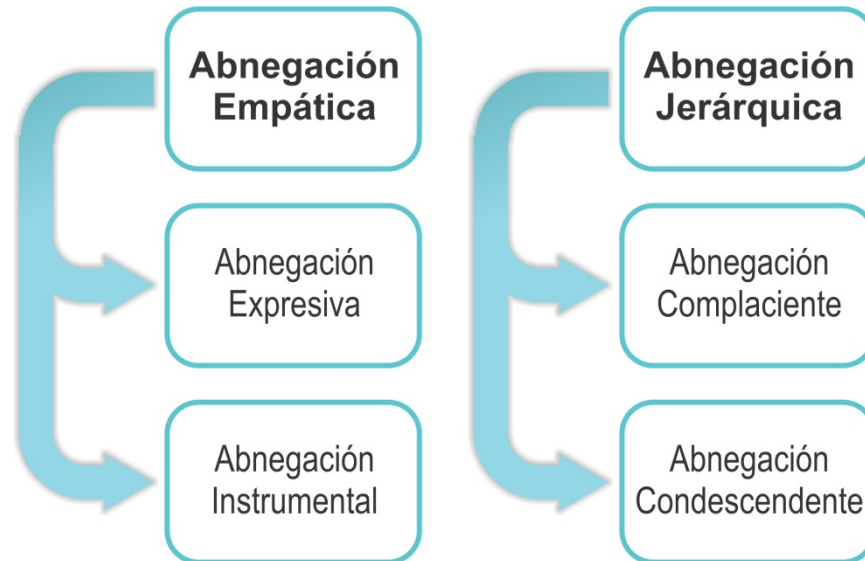 Abnegación
Empática
Abnegación
Expresiva
Abnegación
Instrumental
Abnegación
Jerárquica
Abnegación
Complaciente
Abnegación
Condescendente